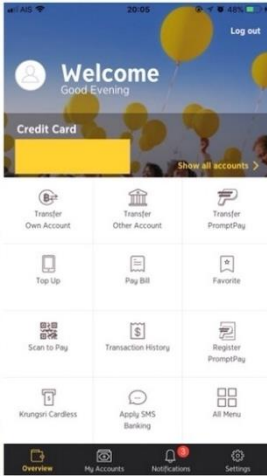 AIS 20:05 48%
Log out
Welcome
Good Evening
Credit Card
Show all accounts >
Transfer
Own Account
Transfer
Other Account
Transfer
PromptPay
Top Up
Pay Bill
Favorite
Scan to Pay
Transaction History
Register
PromptPay
Krungsri Cardless
Apply SMS
Banking
All Menu
Overview
My Accounts
3
Notifications
Settings